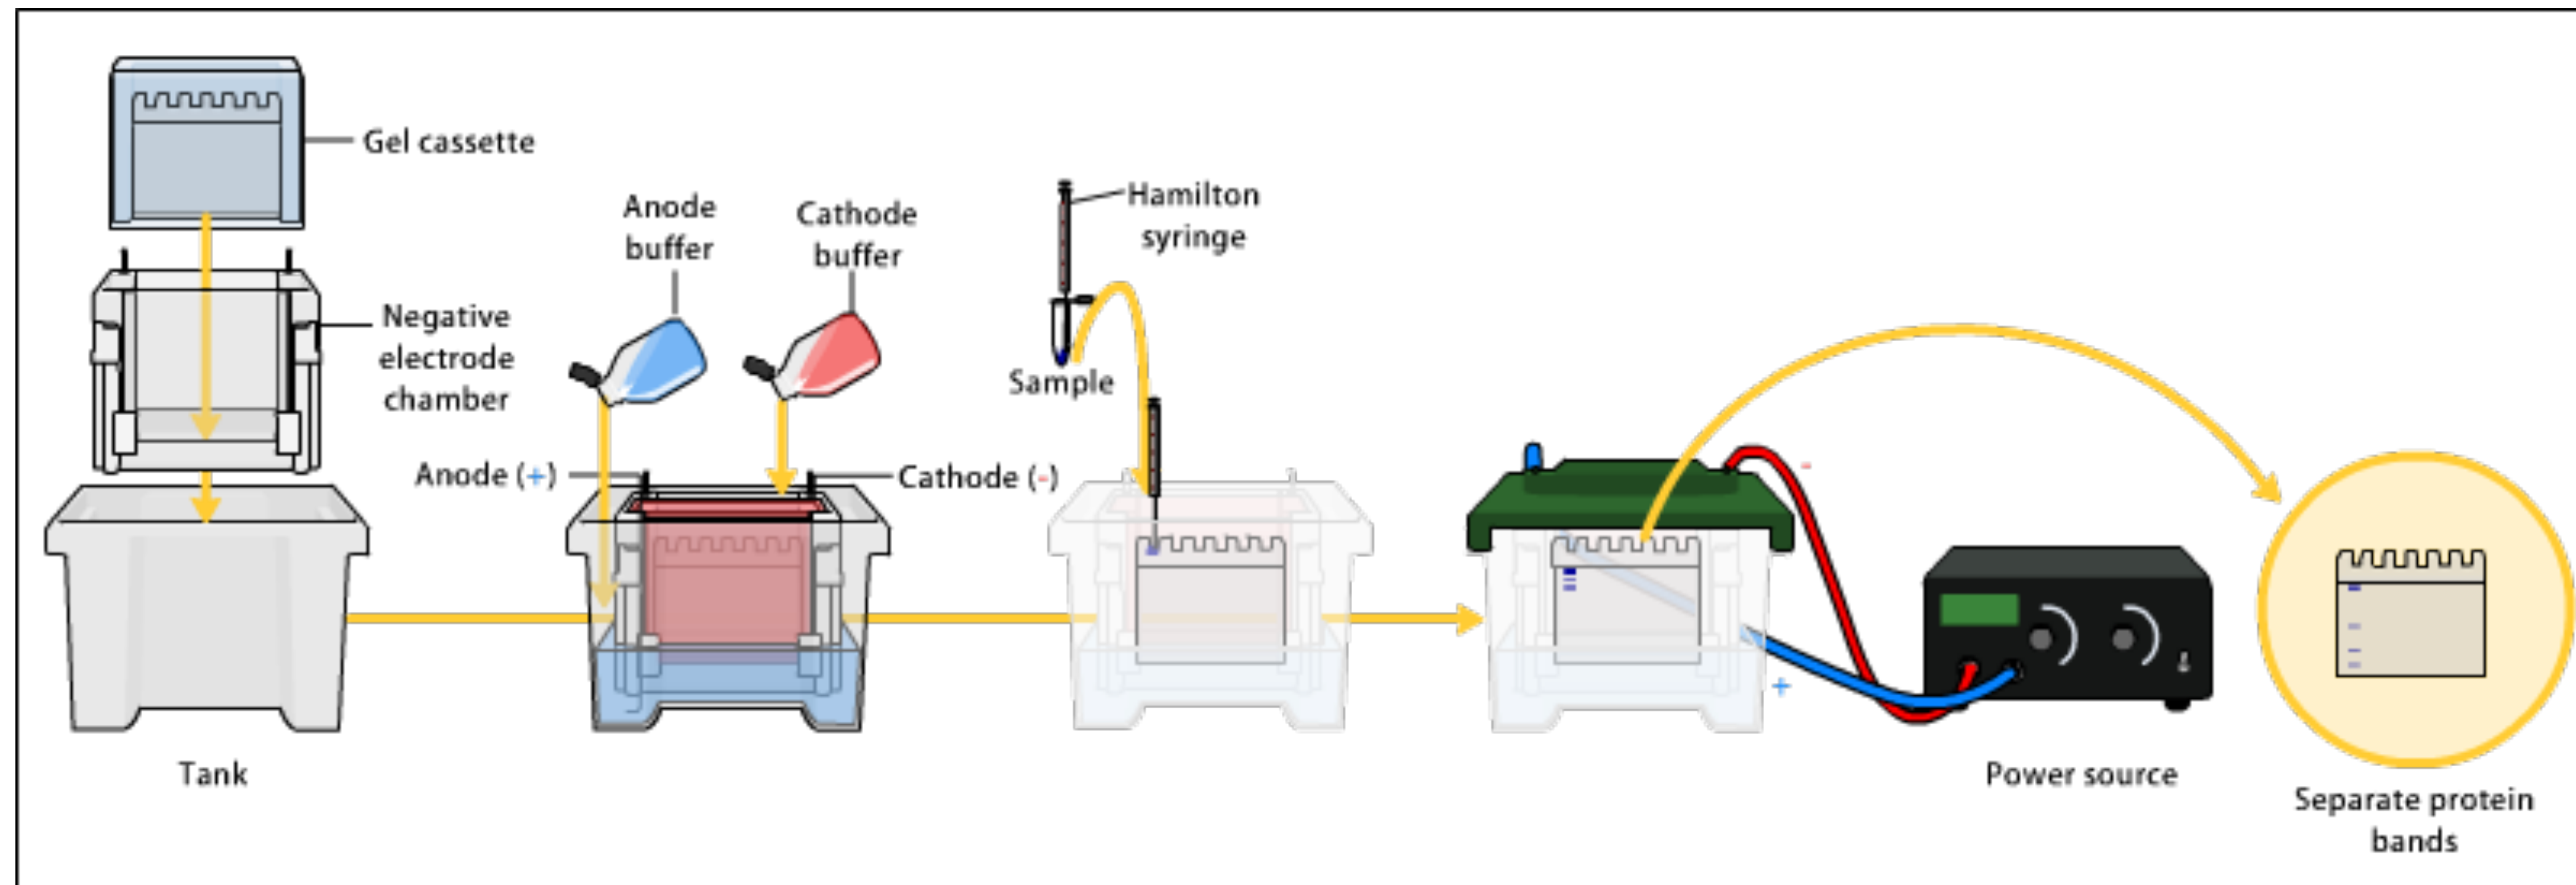 Gel cassette
Negative
electrode
chamber
Tank
Anode
buffer
Cathode
buffer
Anode (+)
Cathode (-)
Hamilton
syringe
Sample
-
+
Power source
Separate protein
bands